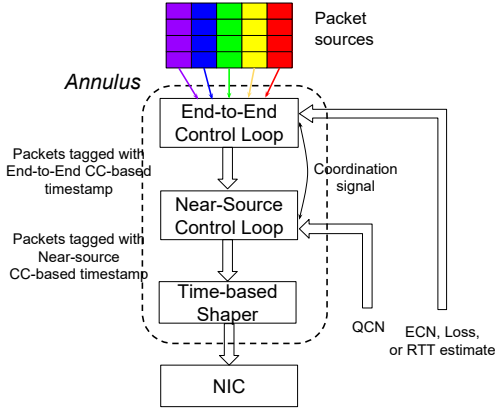 Packet
sources
Annulus
End-to-End
Control Loop
Packets tagged with
End-to-End CC-based
timestamp
Coordination
signal
Near-Source
Control Loop
Packets tagged with
Near-source
CC-based timestamp
Time-based
Shaper
QCN
ECN, Loss,
or RTT estimate
NIC